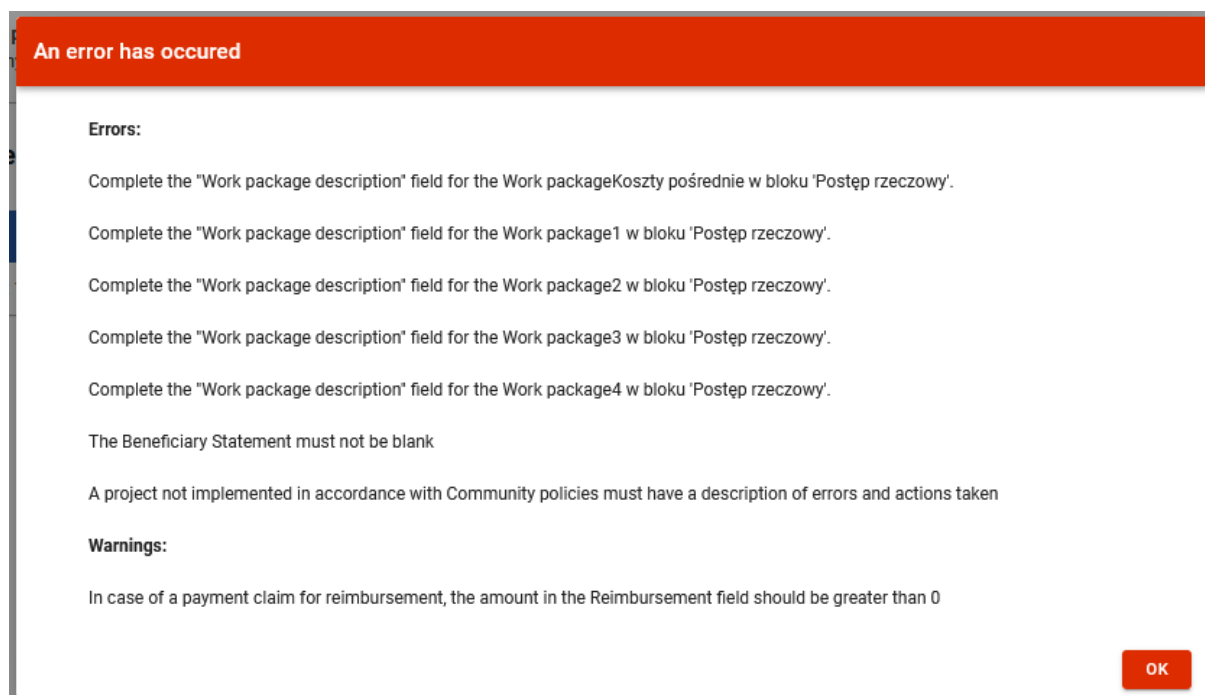 An error has occured
Errors:
Complete the "Work package description" field for the Work packageKoszty pośrednie w bloku 'Postęp rzeczowy'.
Complete the "Work package description" field for the Work package1 w bloku 'Postęp rzeczowy'.
Complete the "Work package description" field for the Work package2 w bloku 'Postęp rzeczowy'.
Complete the "Work package description" field for the Work package3 w bloku 'Postęp rzeczowy'.
Complete the "Work package description" field for the Work package4 w bloku 'Postęp rzeczowy'.
The Beneficiary Statement must not be blank
A project not implemented in accordance with Community policies must have a description of errors and actions taken
Warnings:
In case of a payment claim for reimbursement, the amount in the Reimbursement field should be greater than 0
OK